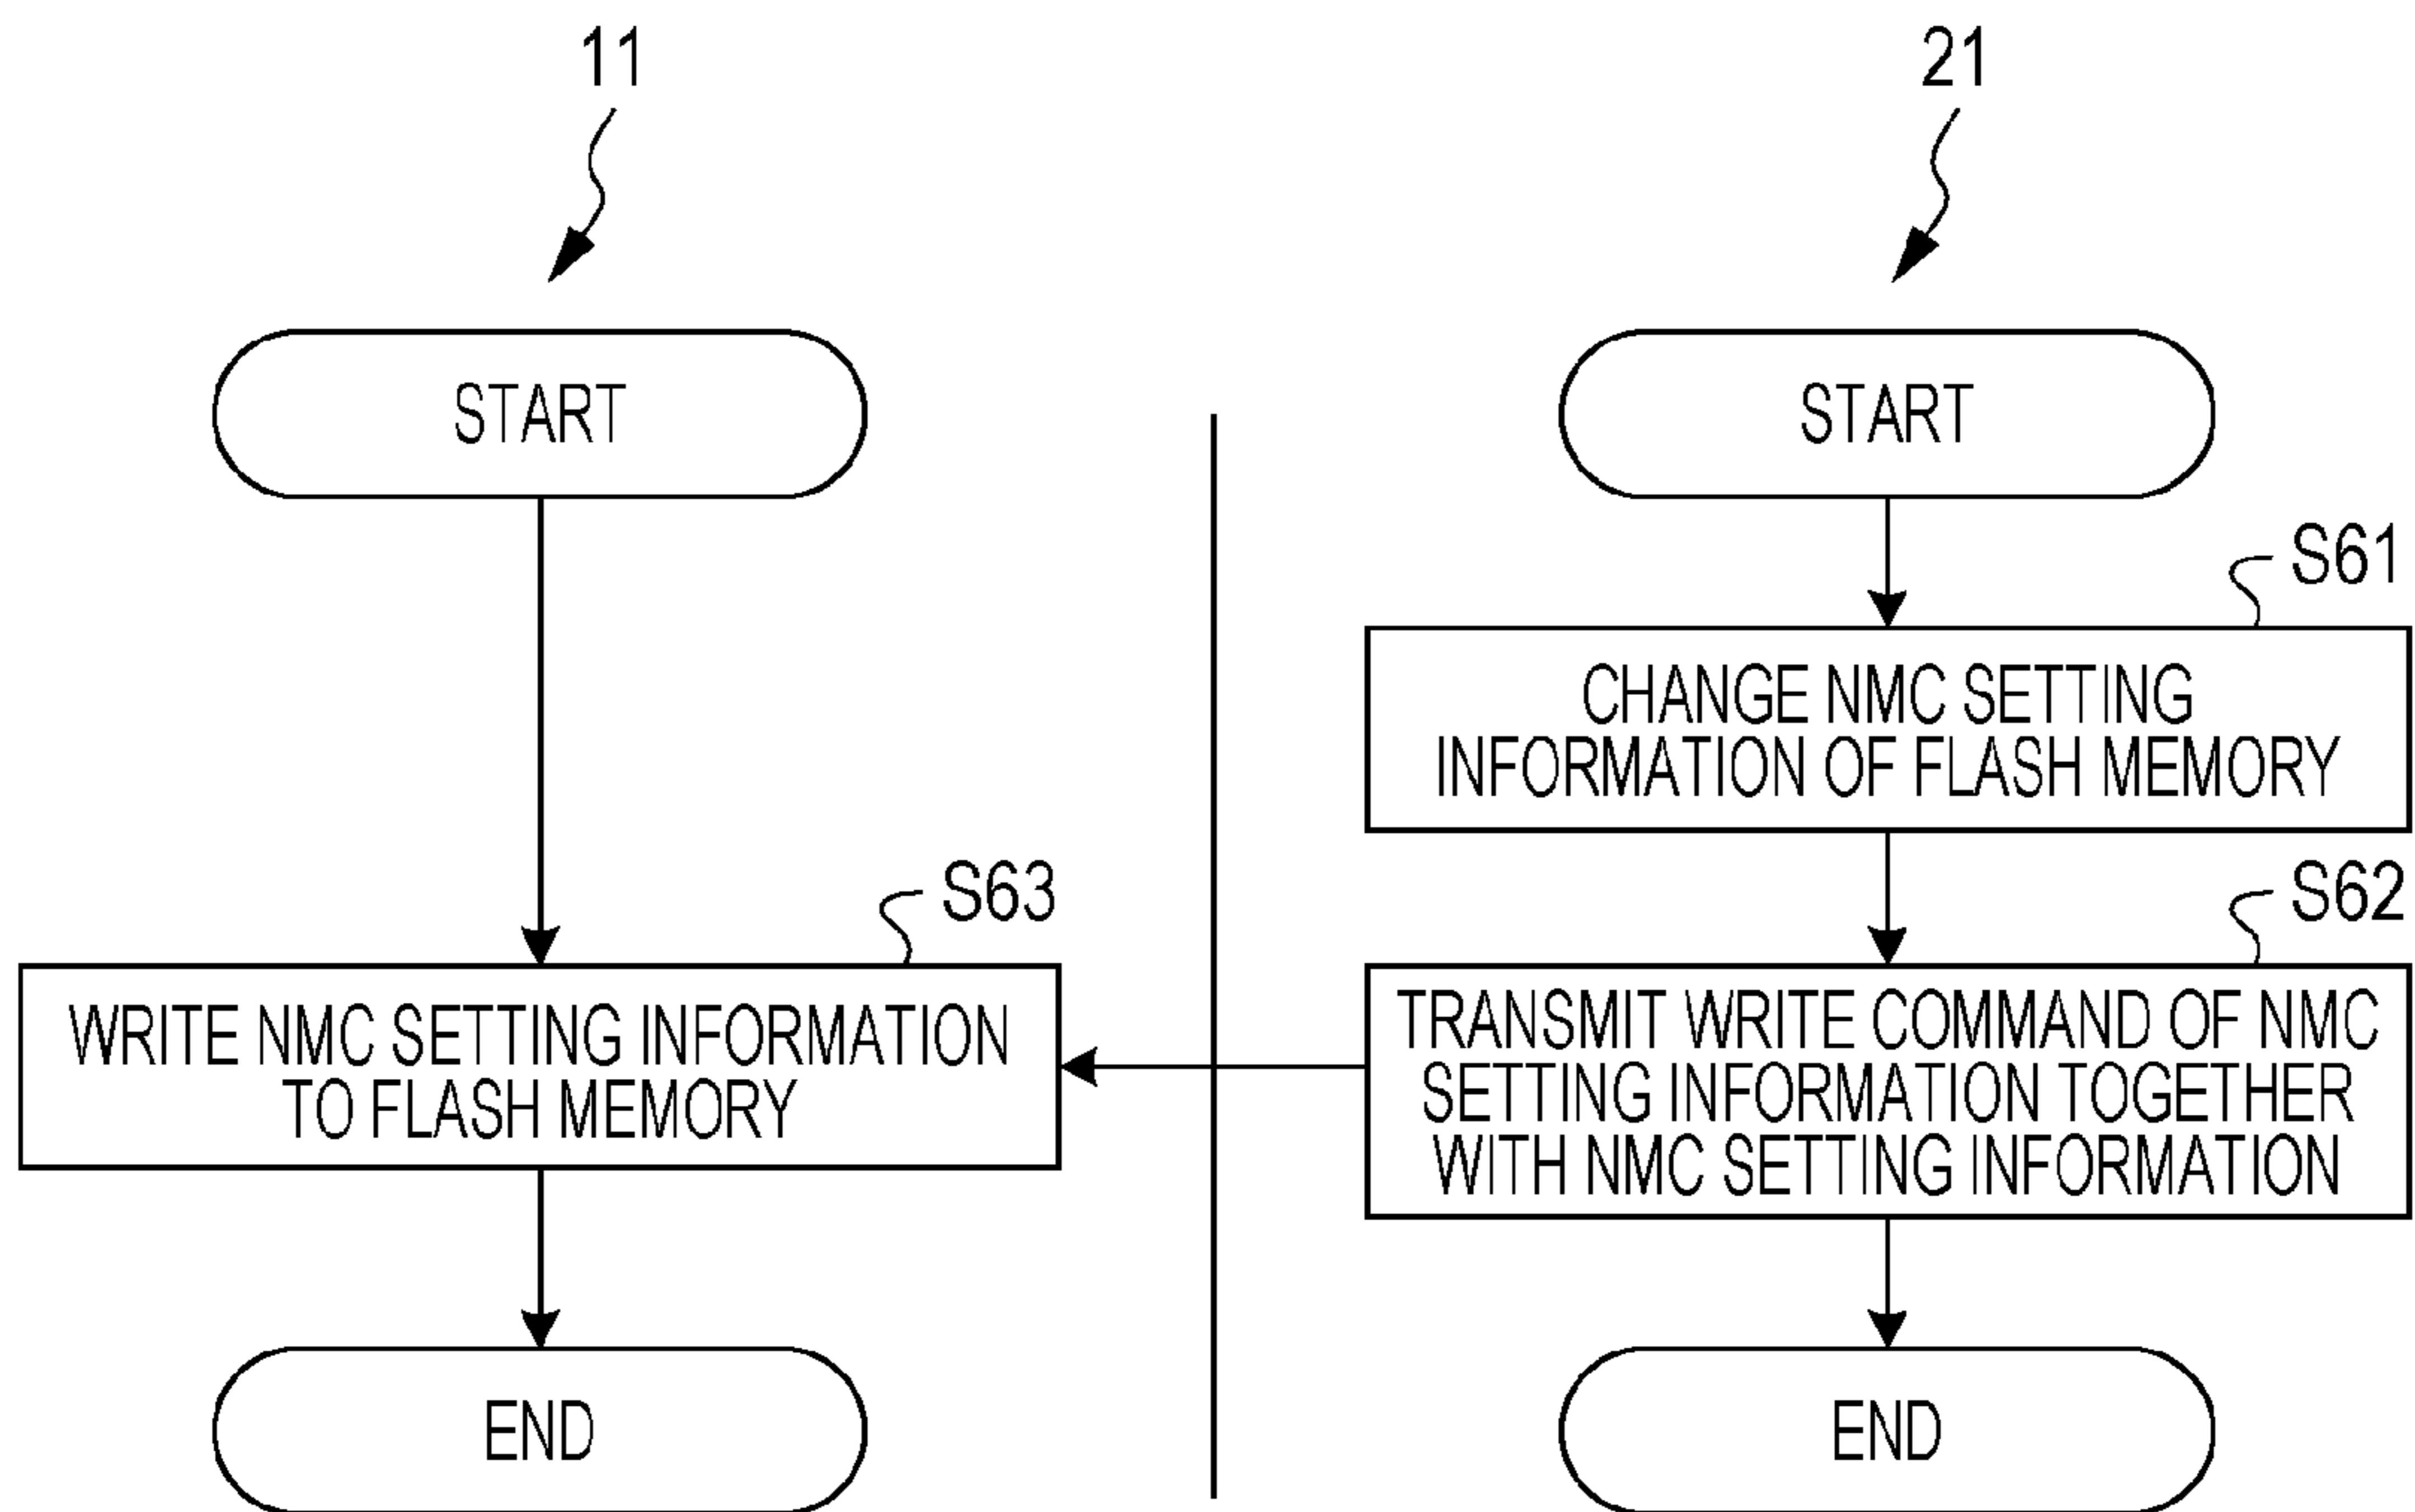 11
21
START
START
S61
CHANGE NMC SETTING
INFORMATION OF FLASH MEMORY
S63
S62
WRITE NMC SETTING INFORMATION
TO FLASH MEMORY
TRANSMIT WRITE COMMAND OF NMC
SETTING INFORMATION TOGETHER
WITH NMC SETTING INFORMATION
END
END